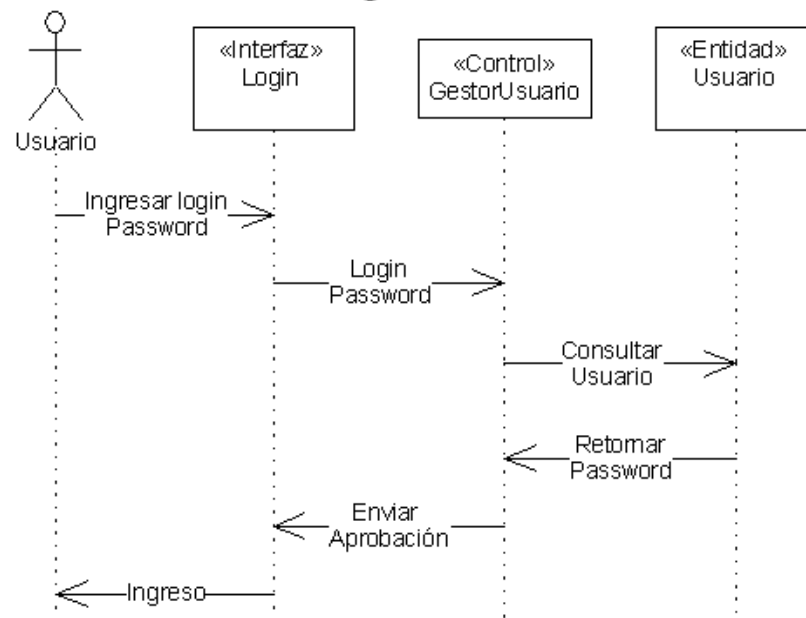 «Interfaz»
Login
«Control»
GestorUsuario
«Entidad»
Usuario
Usuario
Ingresar login
Password
Login
Password
Consultar
Usuario
Retornar
Password
Enviar
Aprobación
Ingreso